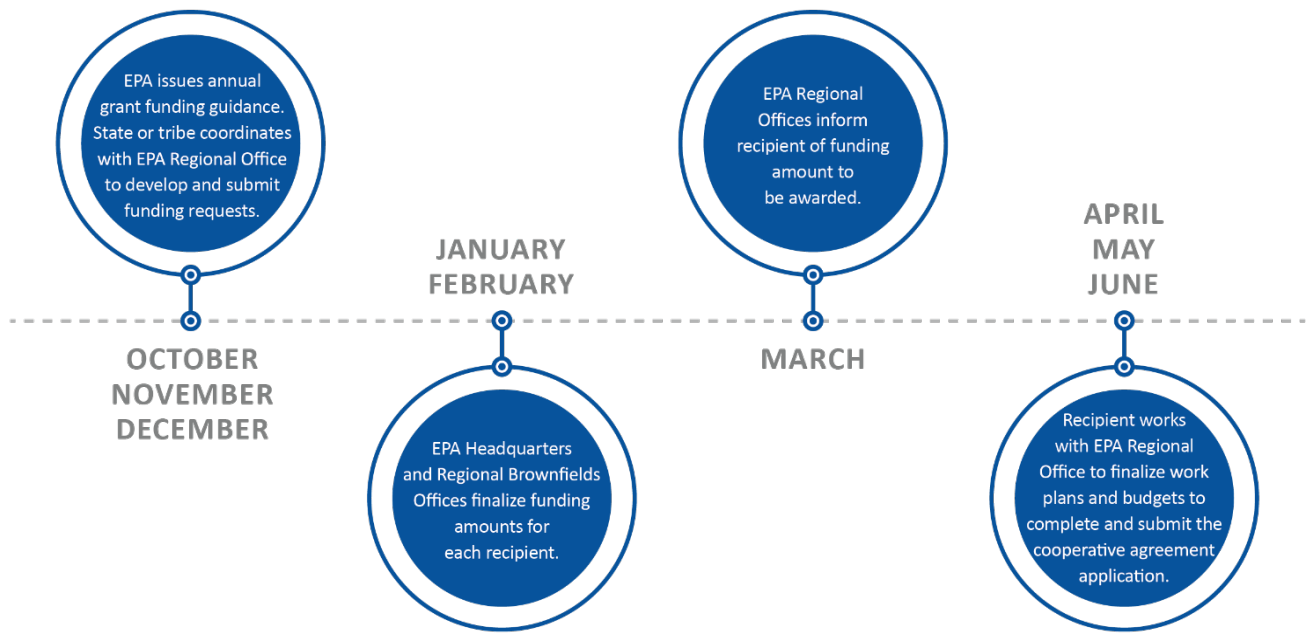 EPA issues annual
grant funding guidance.
State or tribe coordinates
with EPA Regional Office
to develop and submit
funding requests.
OCTOBER
NOVEMBER
DECEMBER
JANUARY
FEBRUARY
EPA Headquarters
and Regional Brownfields
Offices finalize funding
amounts for
each recipient.
EPA Regional
Offices inform
recipient of funding
amount to
be awarded.
MARCH
APRIL
MAY
JUNE
Recipient works
with EPA Regional
Office to finalize work
plans and budgets to
complete and submit the
cooperative agreement
application.